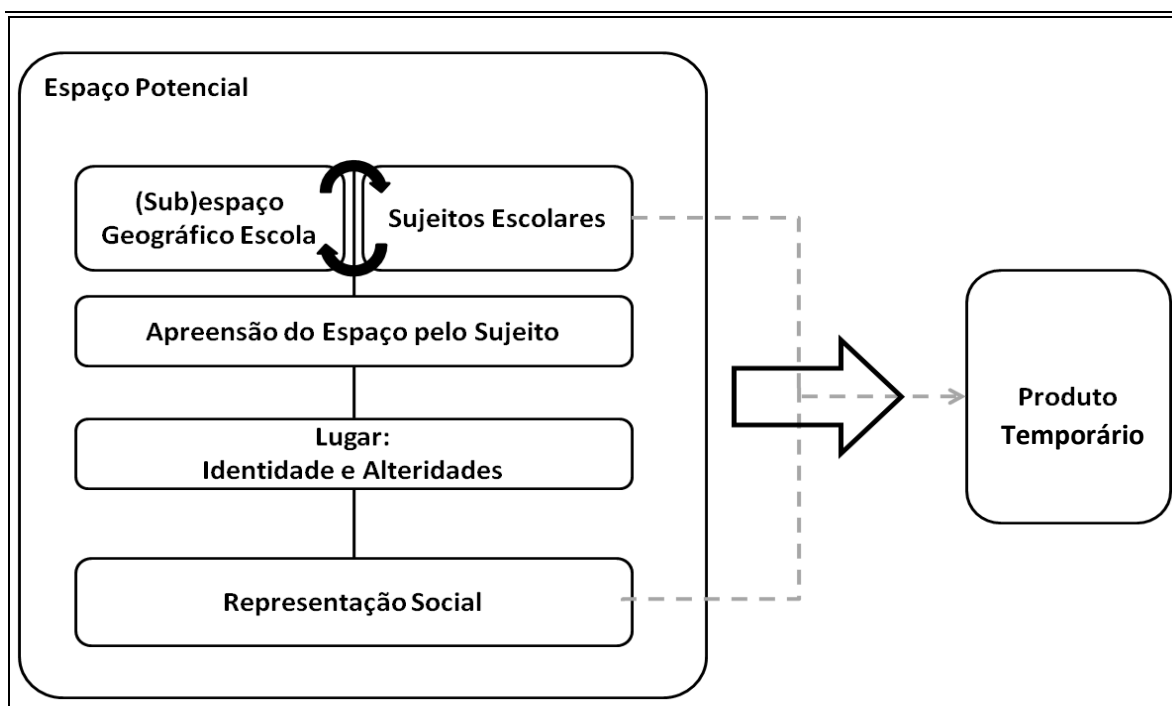 Espaço Potencial
(Sub)espaço
Geográfico Escola
Sujeitos Escolares
Apreensão do Espaço pelo Sujeito
Lugar:
Identidade e Alteridades
Representação Social
Produto
Temporário